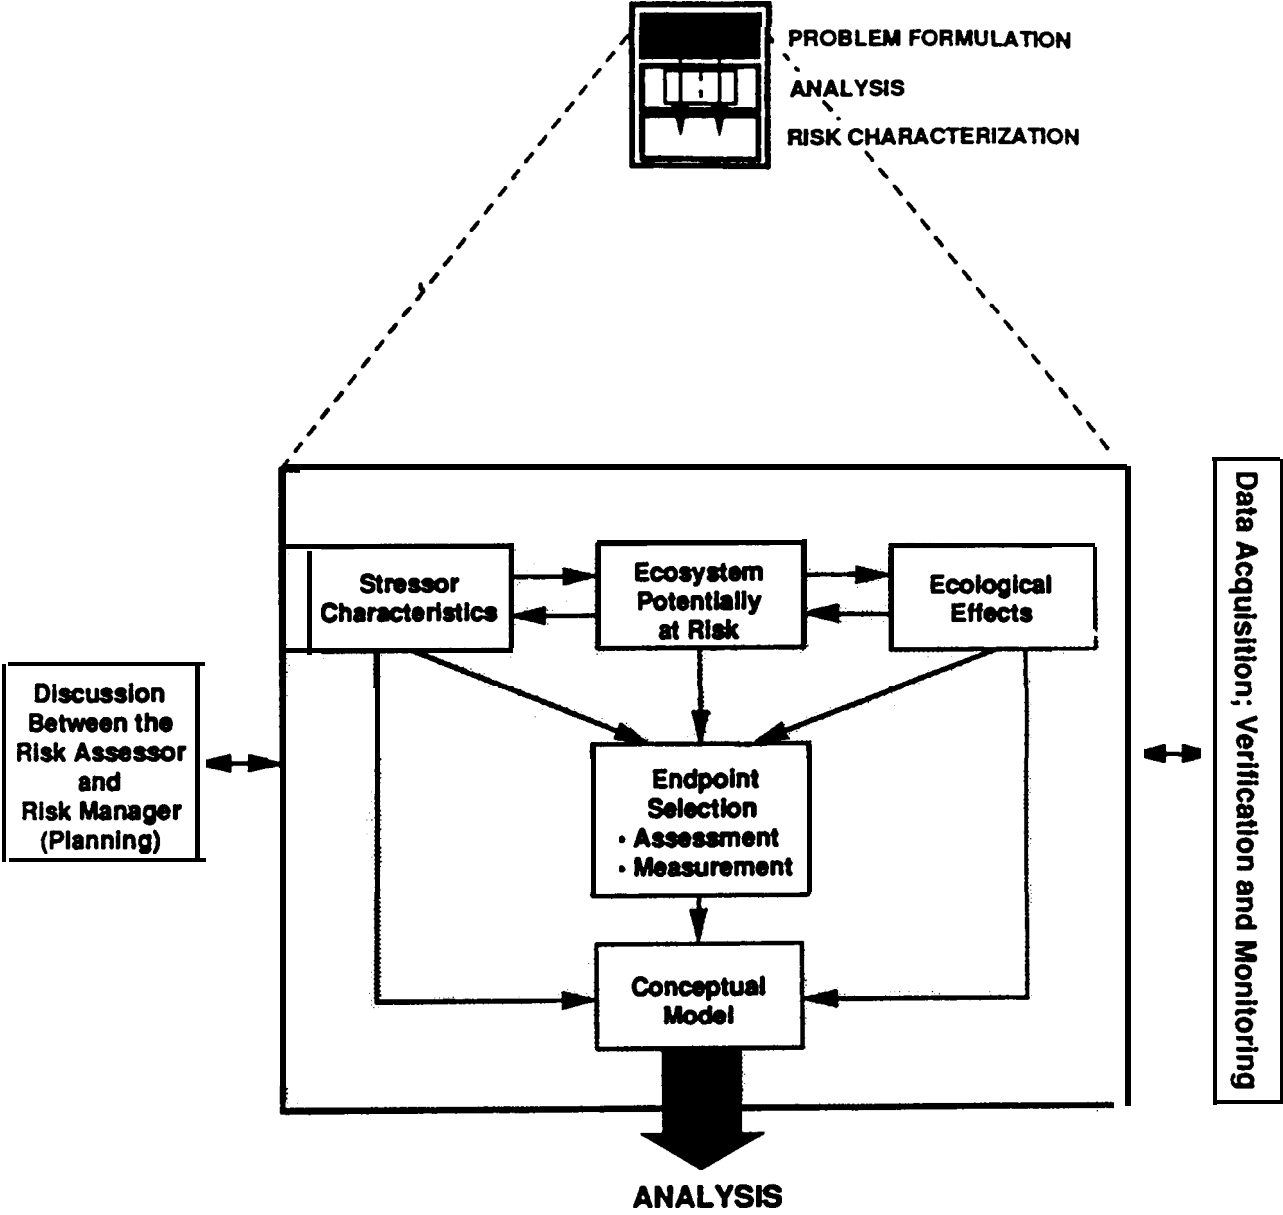 PROBLEM FORMULATION
ANALYSIS
RISK CHARACTERIZATION
Stressor
Characteristics
Ecosystem
Potentially
at Risk
Ecological
Effects
Discussion
Between the
Risk Assessor
and
Risk Manager
(Planning)
Endpoint
Selection
· Assessment
· Measurement
Conceptual
Model
Data Acquisition; Verification and Monitoring
ANALYSIS